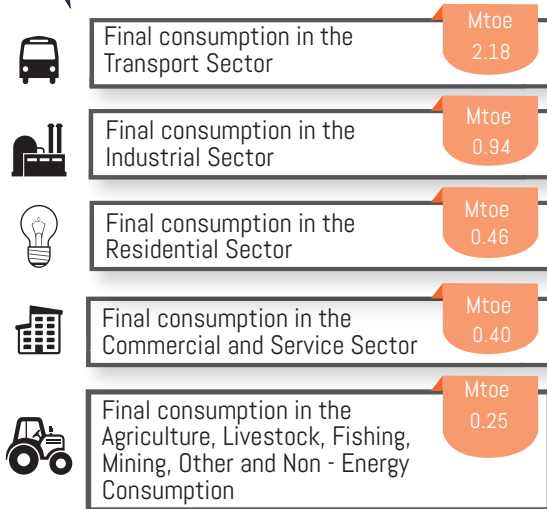 Final consumption in the
Transport Sector
Mtoe
2.18
Final consumption in the
Industrial Sector
Mtoe
0.94
Final consumption in the
Residential Sector
Mtoe
0.46
Final consumption in the
Commercial and Service Sector
Mtoe
0.40
Final consumption in the
Agriculture, Livestock, Fishing,
Mining, Other and Non - Energy
Consumption
Mtoe
0.25